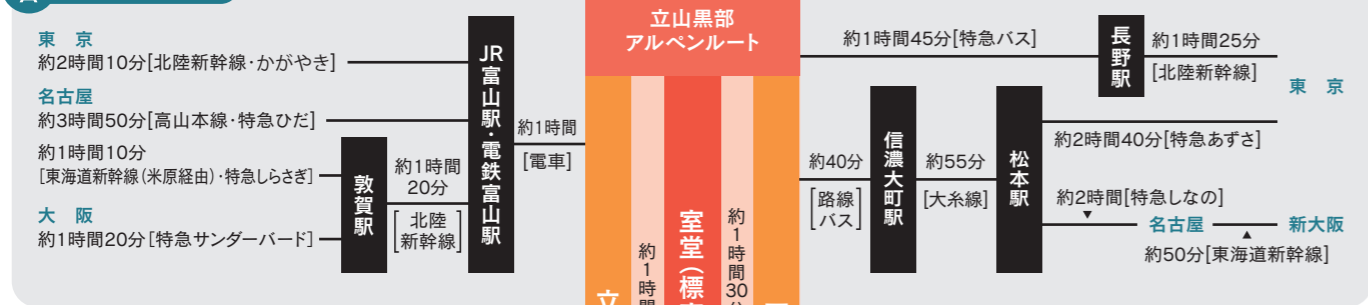 東　京
約2時間10分[北陸新幹線・かがやき]
名古屋
約3時間50分[高山本線・特急ひだ]
約1時間10分
[東海道新幹線(米原経由)・特急しらさぎ]
大　阪
約1時間20分[特急サンダーバード]
敦賀駅
約1時間
20分
[北陸
新幹線]
JR富山駅・電鉄富山駅
約1時間
[電車]
立山黒部
アルペンルート
立
約1時間
室堂(標
約1時間30分
約1時間45分[特急バス]
長野駅
約1時間25分
[北陸新幹線]
東　京
約40分
[路線
バス]
信濃大町駅
約55分
[大糸線]
松本駅
約2時間40分[特急あずさ]
約2時間[特急しなの]
名古屋
新大阪
約50分[東海道新幹線]